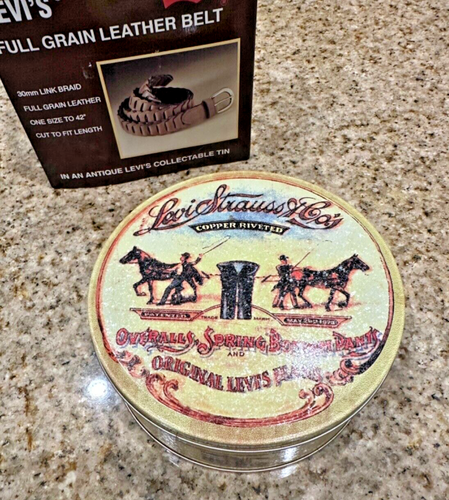 LEVI'S
FULL GRAIN LEATHER BELT
30mm LINK BRAID
FULL GRAIN LEATHER
ONE SIZE TO 42"
CUT TO FIT LENGTH
IN AN ANTIQUE LEVI'S COLLECTABLE TIN
Levi Strauss & Co's
COPPER RIVETED
OVERALLS, SPRING BOTTOM PANTS
AND
ORIGINAL LEVI'S